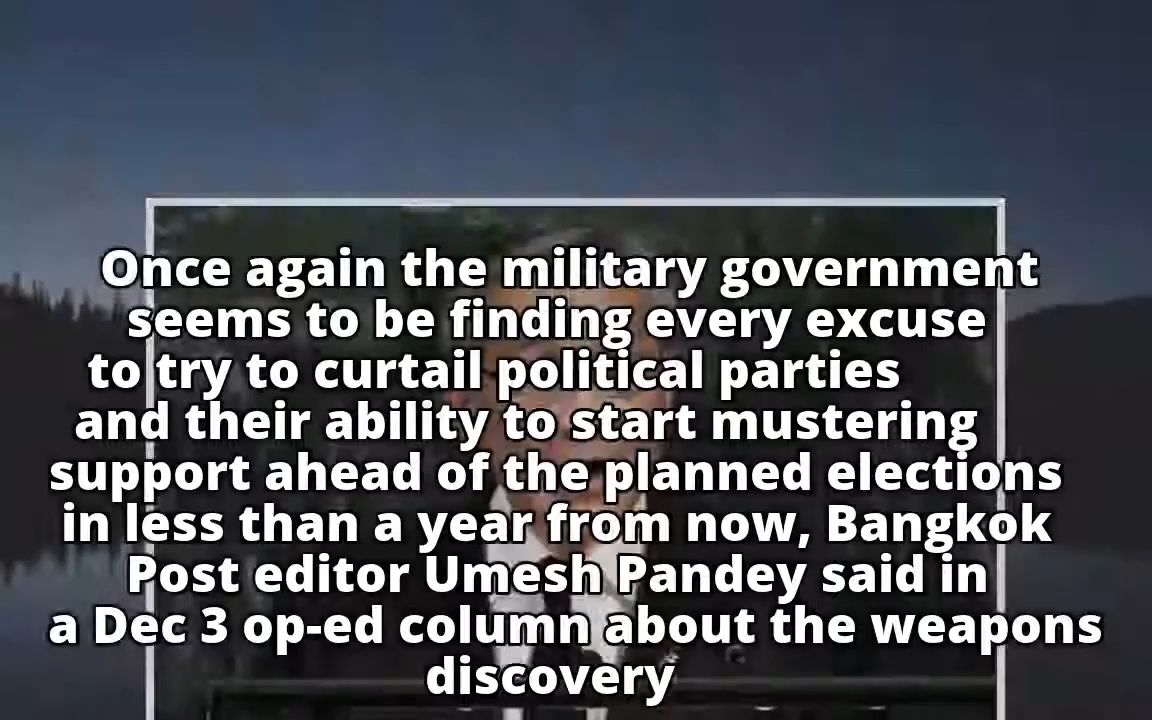 Once again the military government
seems to be finding every excuse
to try to curtail political parties
and their ability to start mustering
support ahead of the planned elections
in less than a year from now, Bangkok
Post editor Umesh Pandey said in
a Dec 3 op-ed column about the weapons
discovery